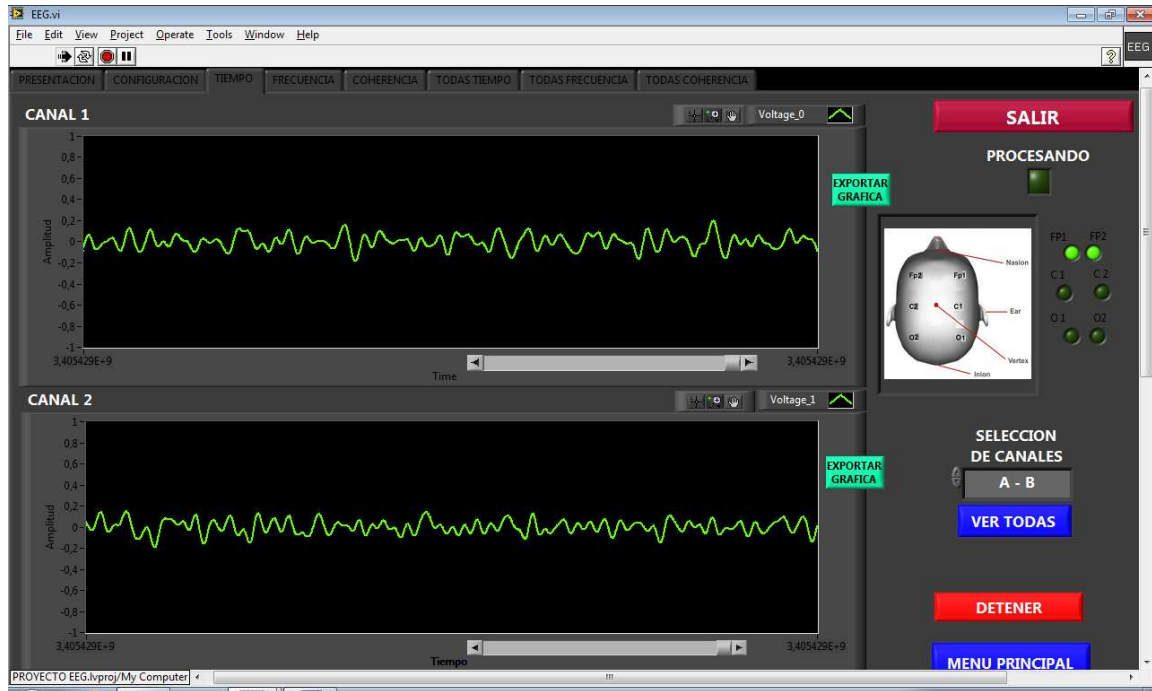 EEG.vi
File Edit View Project Operate Tools Window Help
EEG
PRESENTACION CONFIGURACION TIEMPO FRECUENCIA COHERENCIA TODAS TIEMPO TODAS FRECUENCIA TODAS COHERENCIA
CANAL 1
Voltage_0
1
0,8
0,6
0,4
0,2
0
-0,2
-0,4
-0,6
-0,8
-1
Amplitud
3,405429E+9
3,405429E+9
Time
EXPORTAR
GRAFICA
CANAL 2
Voltage_1
1
0,8
0,6
0,4
0,2
0
-0,2
-0,4
-0,6
-0,8
-1
Amplitud
3,405429E+9
3,405429E+9
Tiempo
EXPORTAR
GRAFICA
SALIR
PROCESANDO
Nasion
Fp2 Fp1
C2 C1
Ear
O2 O1
Vertex
Inion
FP1 FP2
C 1 C 2
O 1 O2
SELECCION
DE CANALES
A - B
VER TODAS
DETENER
MENU PRINCIPAL
PROYECTO EEG.lvproj/My Computer